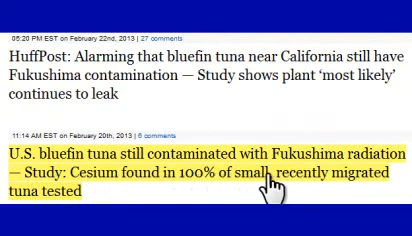 05:20 PM EST on February 22nd, 2013 | 27 comments
HuffPost: Alarming that bluefin tuna near California still have
Fukushima contamination — Study shows plant ‘most likely’
continues to leak
11:14 AM EST on February 20th, 2013 | 6 comments
U.S. bluefin tuna still contaminated with Fukushima radiation
— Study: Cesium found in 100% of small, recently migrated
tuna tested